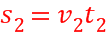 s₂ = v₂t₂